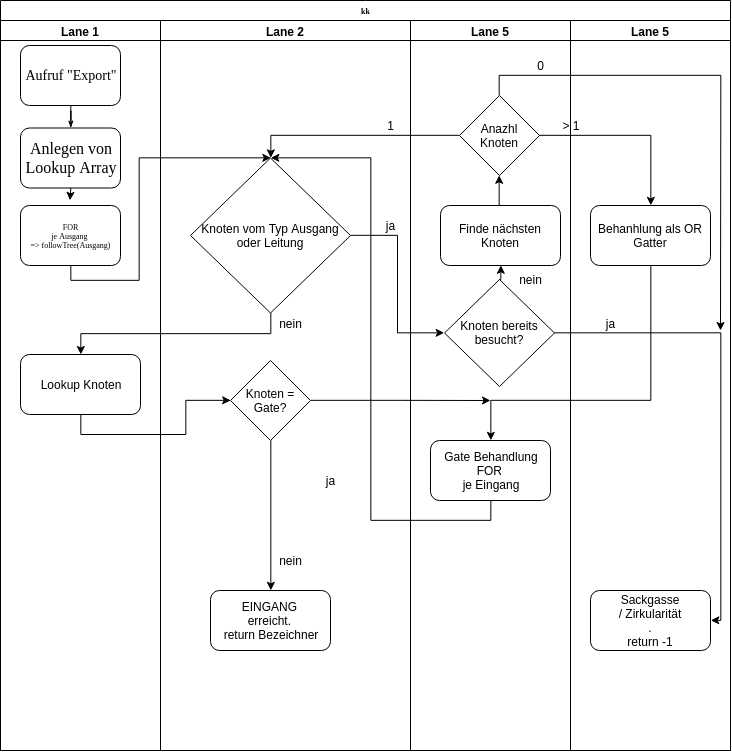 kk
Lane 1
Lane 2
Lane 5
Lane 5
Aufruf "Export"
Anlegen von
Lookup Array
FOR
je Ausgang
=> followTree(Ausgang)
Lookup Knoten
1
Knoten vom Typ Ausgang
oder Leitung
ja
nein
Knoten =
Gate?
ja
nein
EINGANG
erreicht.
return Bezeichner
0
Anazhl
Knoten
> 1
Finde nächsten
Knoten
nein
Knoten bereits
besucht?
ja
Gate Behandlung
FOR
je Eingang
Behanhlung als OR
Gatter
Sackgasse
/ Zirkularität
.
return -1